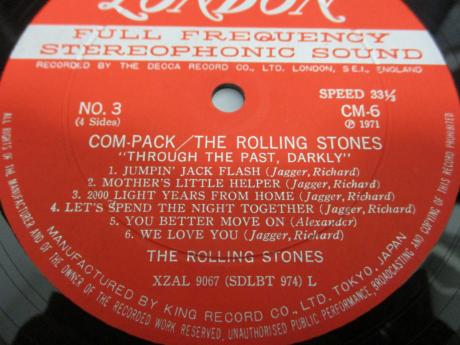 LONDON
FULL FREQUENCY
STEREOPHONIC SOUND
RECORDED BY THE DECCA RECORD CO., LTD. LONDON, S.E.I., ENGLAND
NO. 3
(4 Sides)
SPEED 33⅓
CM-6
Ⓟ 1971
COM-PACK/THE ROLLING STONES
"THROUGH THE PAST, DARKLY"
1. JUMPIN' JACK FLASH (Jagger, Richard)
2. MOTHER'S LITTLE HELPER (Jagger, Richard)
3. 2000 LIGHT YEARS FROM HOME (Jagger, Richard)
4. LET'S SPEND THE NIGHT TOGETHER (Jagger, Richard)
5. YOU BETTER MOVE ON (Alexander)
6. WE LOVE YOU (Jagger, Richard)
THE ROLLING STONES
XZAL 9067 (SDLBT 974) L
MANUFACTURED BY KING RECORD CO., LTD. TOKYO, JAPAN
ALL RIGHTS OF THE MANUFACTURER AND OF THE OWNER OF THE RECORDED WORK RESERVED, UNAUTHORISED PUBLIC PERFORMANCE, BROADCASTING AND COPYING OF THIS RECORD PROHIBITED